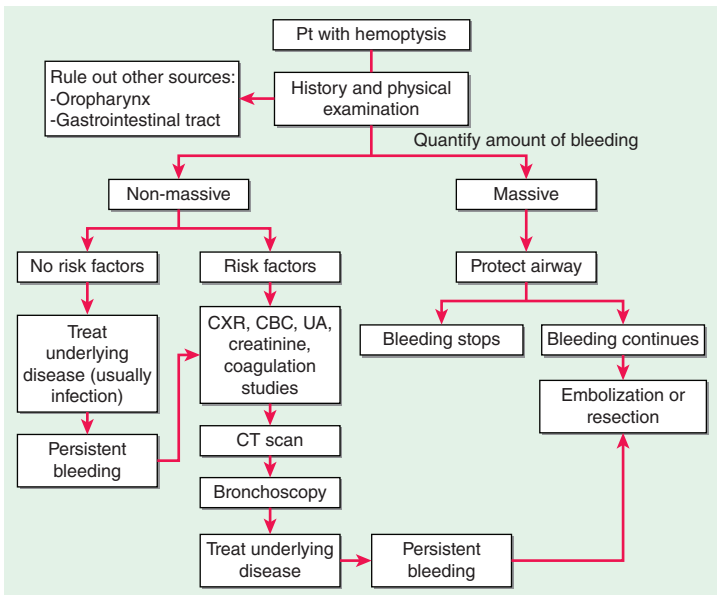 Pt with hemoptysis
Rule out other sources:
-Oropharynx
-Gastrointestinal tract
History and physical
examination
Quantify amount of bleeding
Non-massive
Massive
No risk factors
Risk factors
Protect airway
Treat
underlying
disease (usually
infection)
CXR, CBC, UA,
creatinine,
coagulation
studies
Bleeding stops
Bleeding continues
Persistent
bleeding
CT scan
Embolization or
resection
Bronchoscopy
Treat underlying
disease
Persistent
bleeding